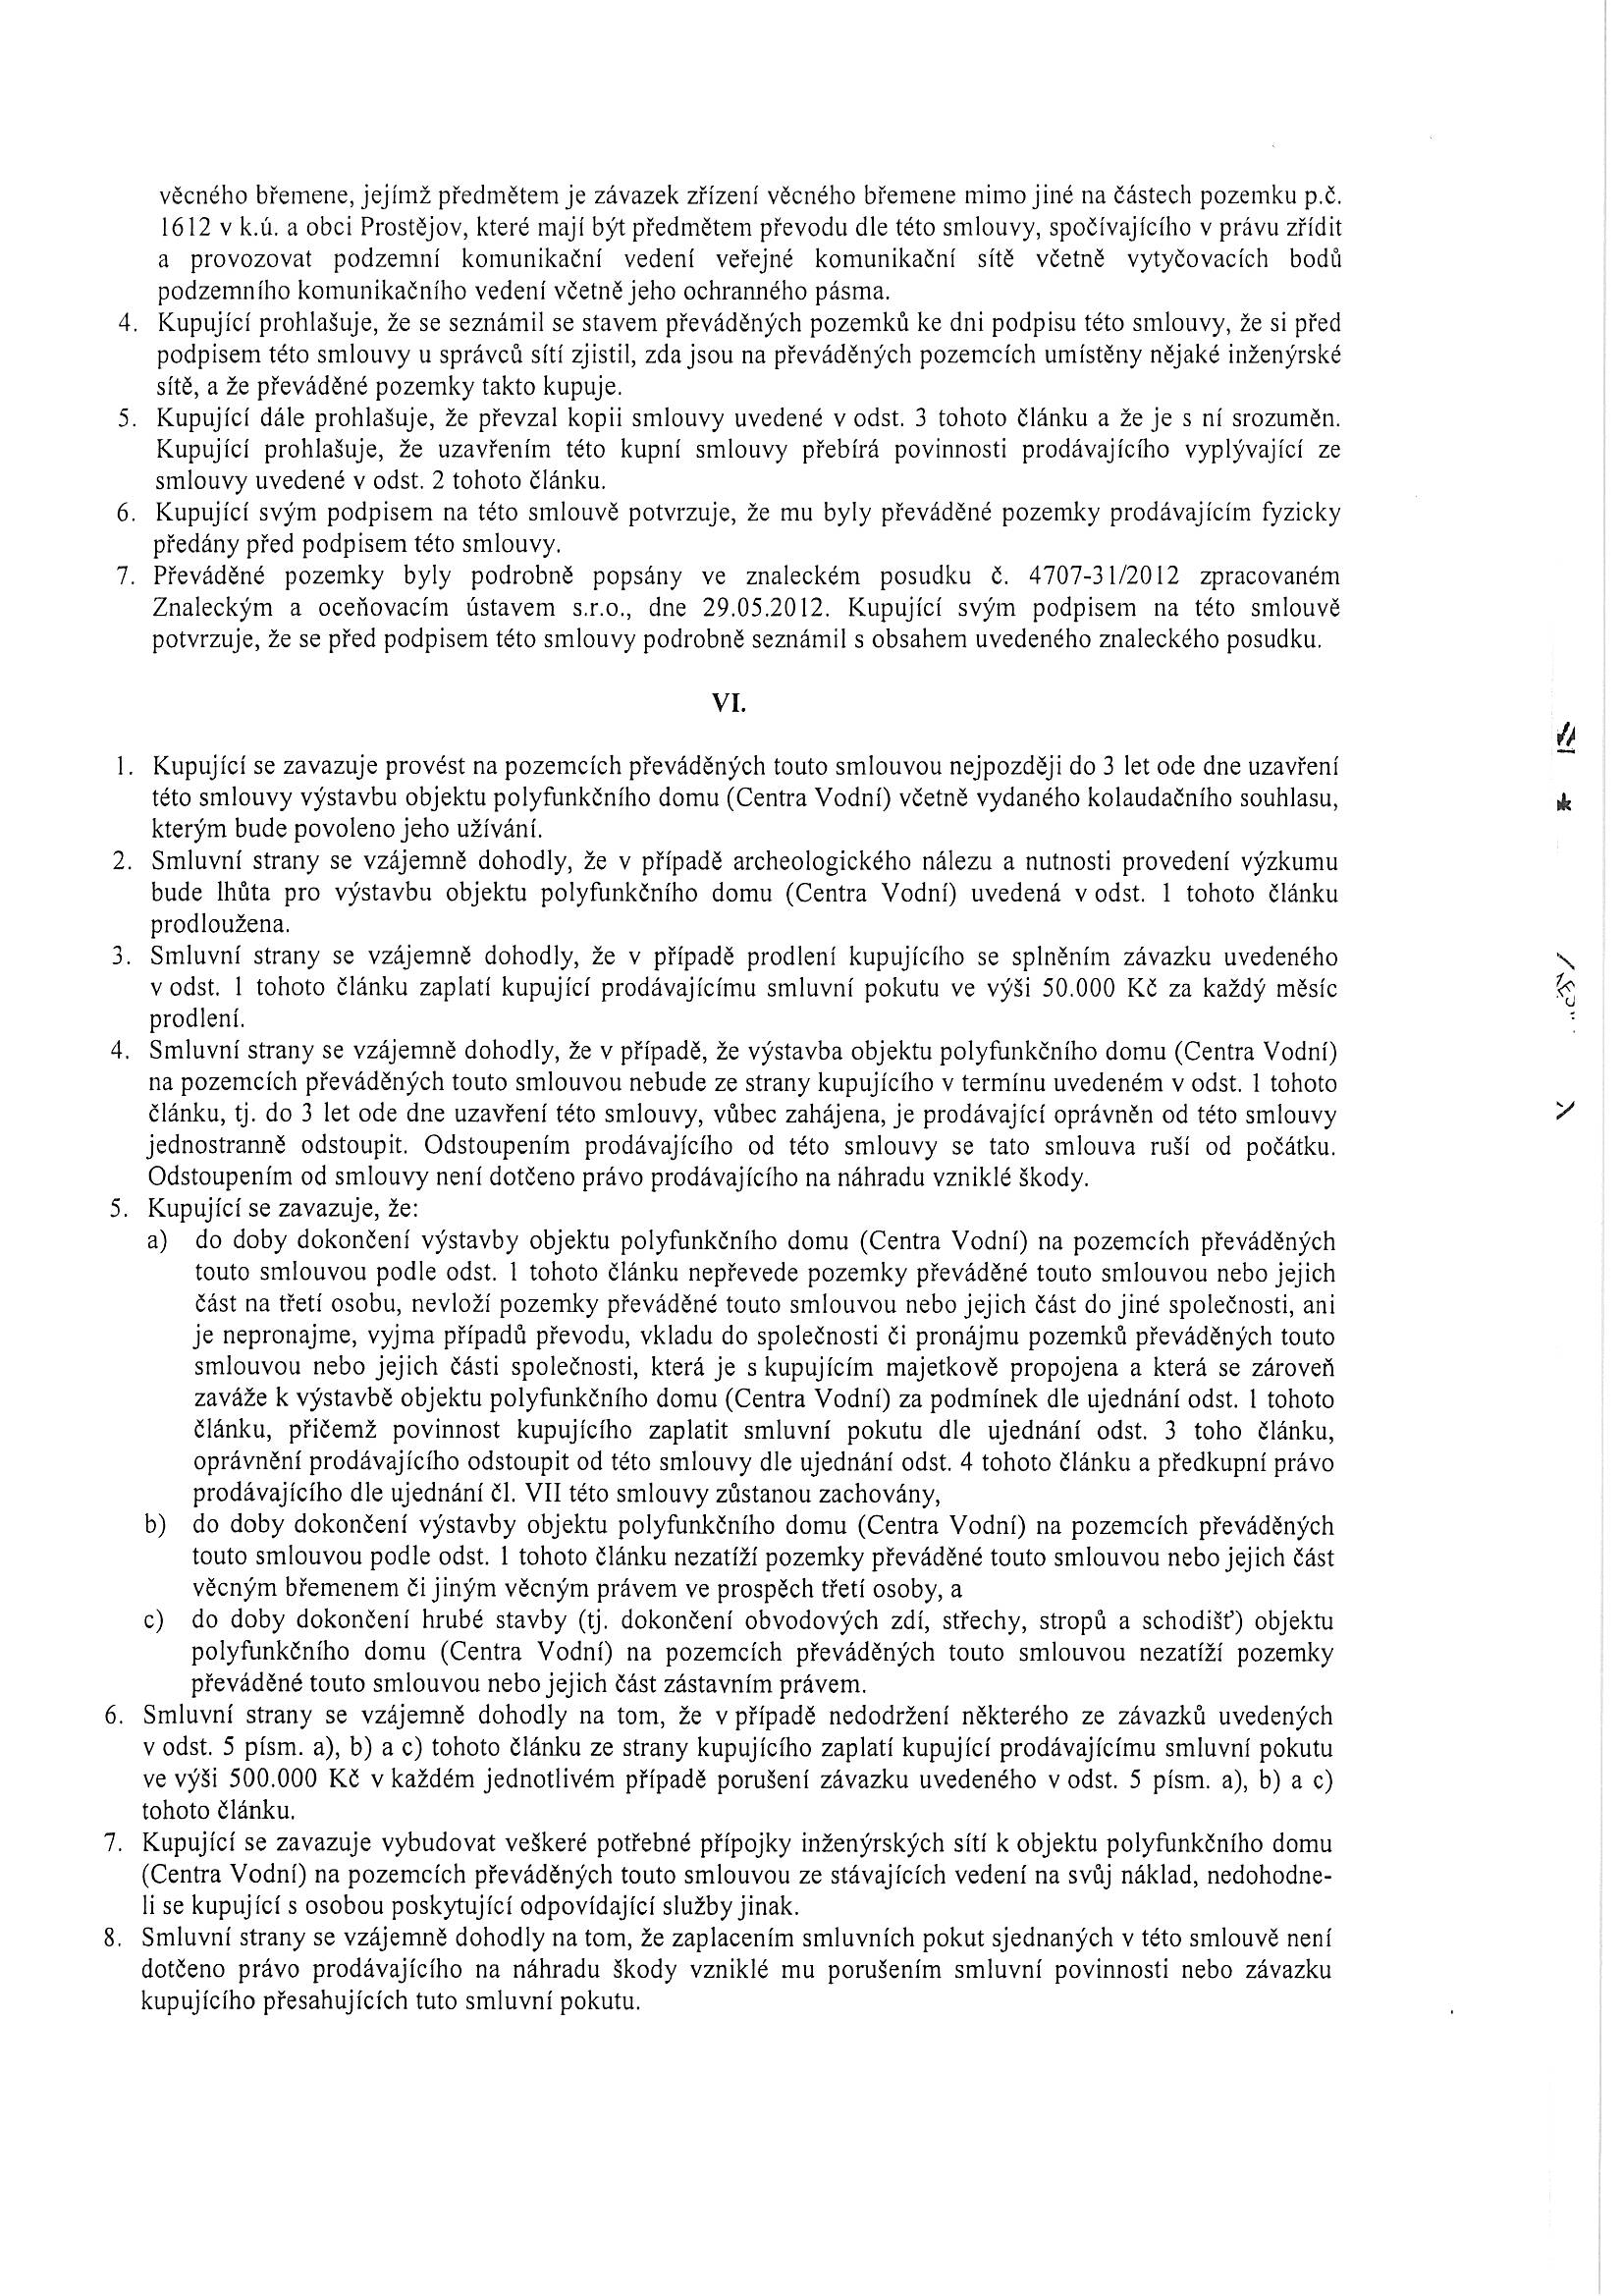 věcného břemene, jejímž předmětem je závazek zřízení věcného břemene mimo jiné na částech pozemku p.č.
1612 v k.ú. a obci Prostějov, které mají být předmětem převodu dle této smlouvy, spočívajícího v právu zřídit
a provozovat podzemní komunikační vedení veřejné komunikační sítě včetně vytyčovacích bodů
podzemního komunikačního vedení včetně jeho ochranného pásma.
4. Kupující prohlašuje, že se seznámil se stavem převáděných pozemků ke dni podpisu této smlouvy, že si před
podpisem této smlouvy u správců sítí zjistil, zda jsou na převáděných pozemcích umístěny nějaké inženýrské
sítě, a že převáděné pozemky takto kupuje.
5. Kupující dále prohlašuje, že převzal kopii smlouvy uvedené v odst. 3 tohoto článku a že je s ní srozuměn.
Kupující prohlašuje, že uzavřením této kupní smlouvy přebírá povinnosti prodávajícího vyplývající ze
smlouvy uvedené v odst. 2 tohoto článku.
6. Kupující svým podpisem na této smlouvě potvrzuje, že mu byly převáděné pozemky prodávajícím fyzicky
předány před podpisem této smlouvy.
7. Převáděné pozemky byly podrobně popsány ve znaleckém posudku č. 4707-31/2012 zpracovaném
Znaleckým a oceňovacím ústavem s.r.o., dne 29.05.2012. Kupující svým podpisem na této smlouvě
potvrzuje, že se před podpisem této smlouvy podrobně seznámil s obsahem uvedeného znaleckého posudku.
VI.
1. Kupující se zavazuje provést na pozemcích převáděných touto smlouvou nejpozději do 3 let ode dne uzavření
této smlouvy výstavbu objektu polyfunkčního domu (Centra Vodní) včetně vydaného kolaudačního souhlasu,
kterým bude povoleno jeho užívání.
2. Smluvní strany se vzájemně dohodly, že v případě archeologického nálezu a nutnosti provedení výzkumu
bude lhůta pro výstavbu objektu polyfunkčního domu (Centra Vodní) uvedená v odst. 1 tohoto článku
prodloužena.
3. Smluvní strany se vzájemně dohodly, že v případě prodlení kupujícího se splněním závazku uvedeného
v odst. 1 tohoto článku zaplatí kupující prodávajícímu smluvní pokutu ve výši 50.000 Kč za každý měsíc
prodlení.
4. Smluvní strany se vzájemně dohodly, že v případě, že výstavba objektu polyfunkčního domu (Centra Vodní)
na pozemcích převáděných touto smlouvou nebude ze strany kupujícího v termínu uvedeném v odst. 1 tohoto
článku, tj. do 3 let ode dne uzavření této smlouvy, vůbec zahájena, je prodávající oprávněn od této smlouvy
jednostranně odstoupit. Odstoupením prodávajícího od této smlouvy se tato smlouva ruší od počátku.
Odstoupením od smlouvy není dotčeno právo prodávajícího na náhradu vzniklé škody.
5. Kupující se zavazuje, že:
a) do doby dokončení výstavby objektu polyfunkčního domu (Centra Vodní) na pozemcích převáděných
touto smlouvou podle odst. 1 tohoto článku nepřevede pozemky převáděné touto smlouvou nebo jejich
část na třetí osobu, nevloží pozemky převáděné touto smlouvou nebo jejich část do jiné společnosti, ani
je nepronajme, vyjma případů převodu, vkladu do společnosti či pronájmu pozemků převáděných touto
smlouvou nebo jejich části společnosti, která je s kupujícím majetkově propojena a která se zároveň
zaváže k výstavbě objektu polyfunkčního domu (Centra Vodní) za podmínek dle ujednání odst. 1 tohoto
článku, přičemž povinnost kupujícího zaplatit smluvní pokutu dle ujednání odst. 3 toho článku,
oprávnění prodávajícího odstoupit od této smlouvy dle ujednání odst. 4 tohoto článku a předkupní právo
prodávajícího dle ujednání čl. VII této smlouvy zůstanou zachovány,
b) do doby dokončení výstavby objektu polyfunkčního domu (Centra Vodní) na pozemcích převáděných
touto smlouvou podle odst. 1 tohoto článku nezatíží pozemky převáděné touto smlouvou nebo jejich část
věcným břemenem či jiným věcným právem ve prospěch třetí osoby, a
c) do doby dokončení hrubé stavby (tj. dokončení obvodových zdí, střechy, stropů a schodišť) objektu
polyfunkčního domu (Centra Vodní) na pozemcích převáděných touto smlouvou nezatíží pozemky
převáděné touto smlouvou nebo jejich část zástavním právem.
6. Smluvní strany se vzájemně dohodly na tom, že v případě nedodržení některého ze závazků uvedených
v odst. 5 písm. a), b) a c) tohoto článku ze strany kupujícího zaplatí kupující prodávajícímu smluvní pokutu
ve výši 500.000 Kč v každém jednotlivém případě porušení závazku uvedeného v odst. 5 písm. a), b) a c)
tohoto článku.
7. Kupující se zavazuje vybudovat veškeré potřebné přípojky inženýrských sítí k objektu polyfunkčního domu
(Centra Vodní) na pozemcích převáděných touto smlouvou ze stávajících vedení na svůj náklad, nedohodne-
li se kupující s osobou poskytující odpovídající služby jinak.
8. Smluvní strany se vzájemně dohodly na tom, že zaplacením smluvních pokut sjednaných v této smlouvě není
dotčeno právo prodávajícího na náhradu škody vzniklé mu porušením smluvní povinnosti nebo závazku
kupujícího přesahujících tuto smluvní pokutu.